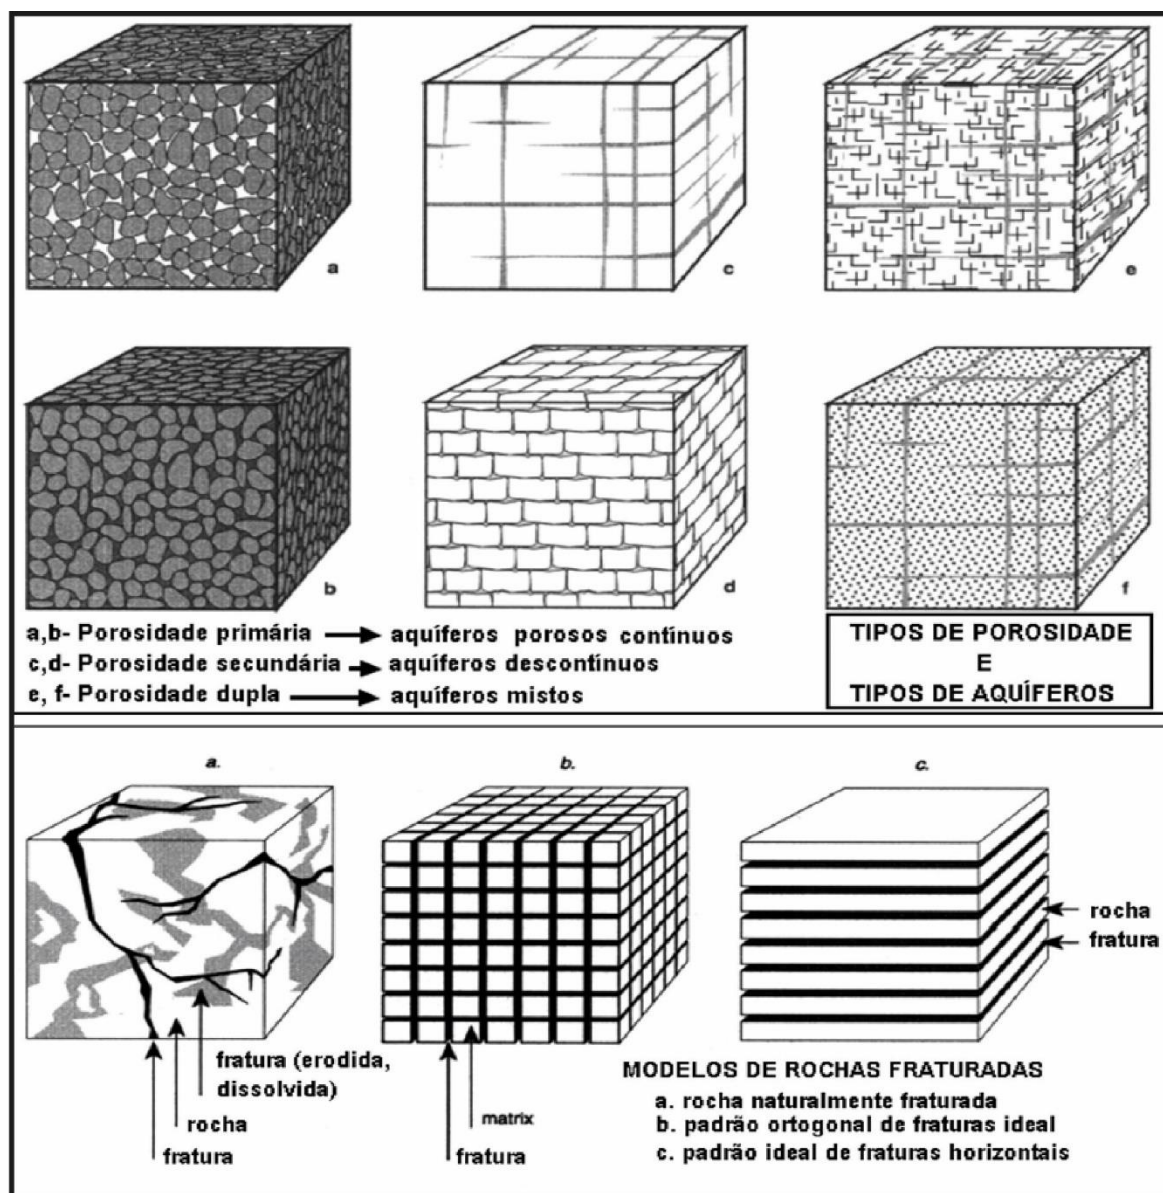 a
c
e
b
d
f
a,b- Porosidade primária aquíferos porosos contínuos
c,d- Porosidade secundária aquíferos descontínuos
e, f- Porosidade dupla aquíferos mistos
TIPOS DE POROSIDADE
E
TIPOS DE AQUÍFEROS
a.
b.
c.
rocha
fratura
fratura (erodida,
dissolvida)
rocha
fratura
matrix
fratura
MODELOS DE ROCHAS FRATURADAS
a. rocha naturalmente fraturada
b. padrão ortogonal de fraturas ideal
c. padrão ideal de fraturas horizontais